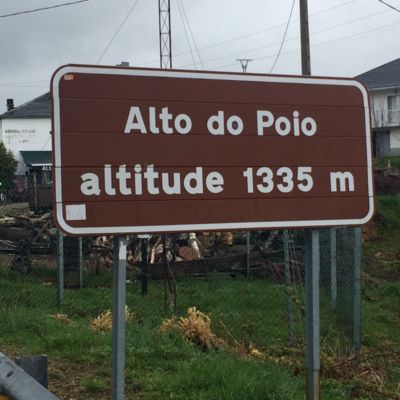 Alto do Poio
altitude 1335 m